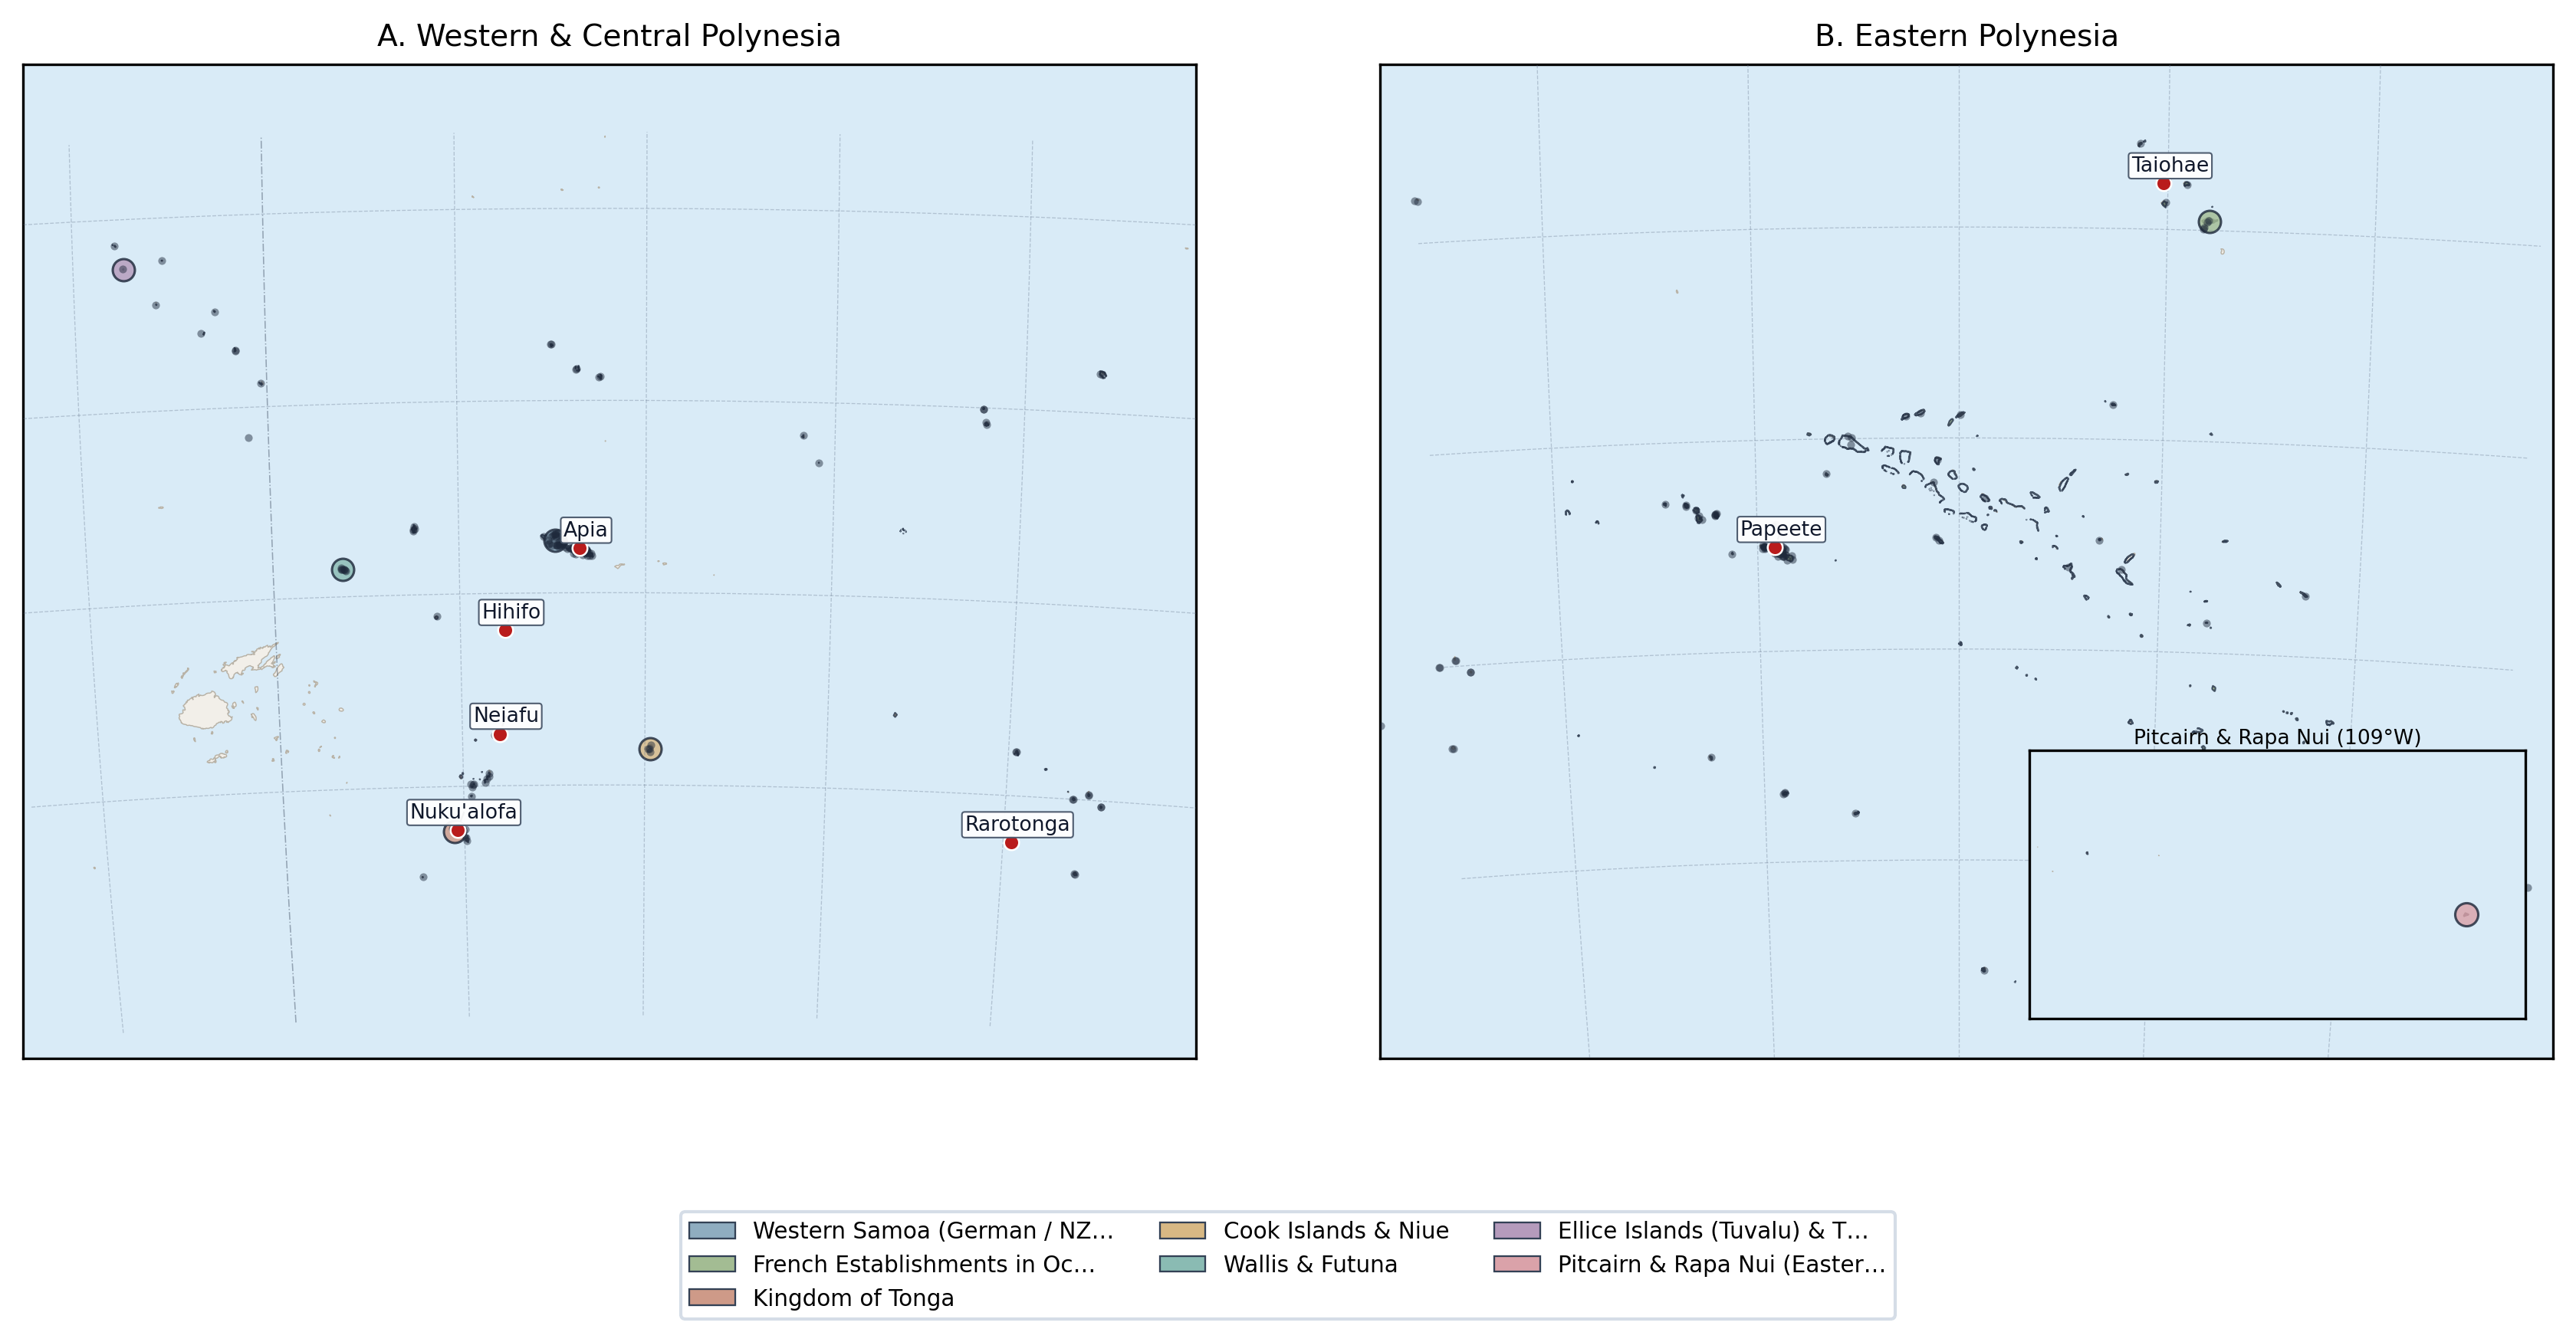 A. Western & Central Polynesia
B. Eastern Polynesia
Taiohae
Apia
Papeete
Hihifo
Neiafu
Pitcairn & Rapa Nui (109°W)
Nuku'alofa
Rarotonga
Western Samoa (German / NZ...
French Establishments in Oc...
Kingdom of Tonga
Cook Islands & Niue
Wallis & Futuna
Ellice Islands (Tuvalu) & T...
Pitcairn & Rapa Nui (Easter...